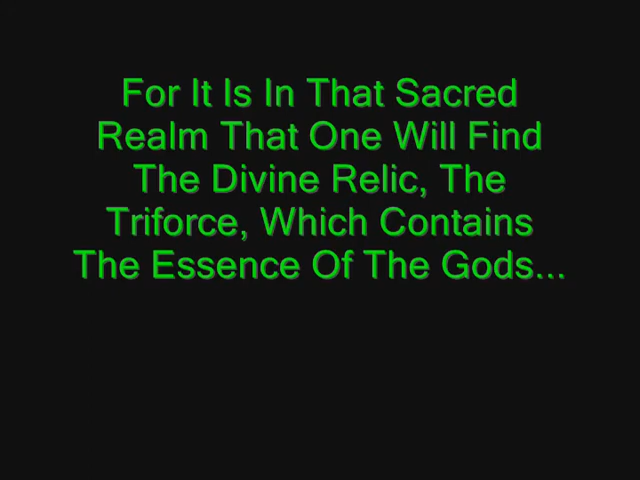 For It Is In That Sacred
Realm That One Will Find
The Divine Relic, The
Triforce, Which Contains
The Essence Of The Gods...